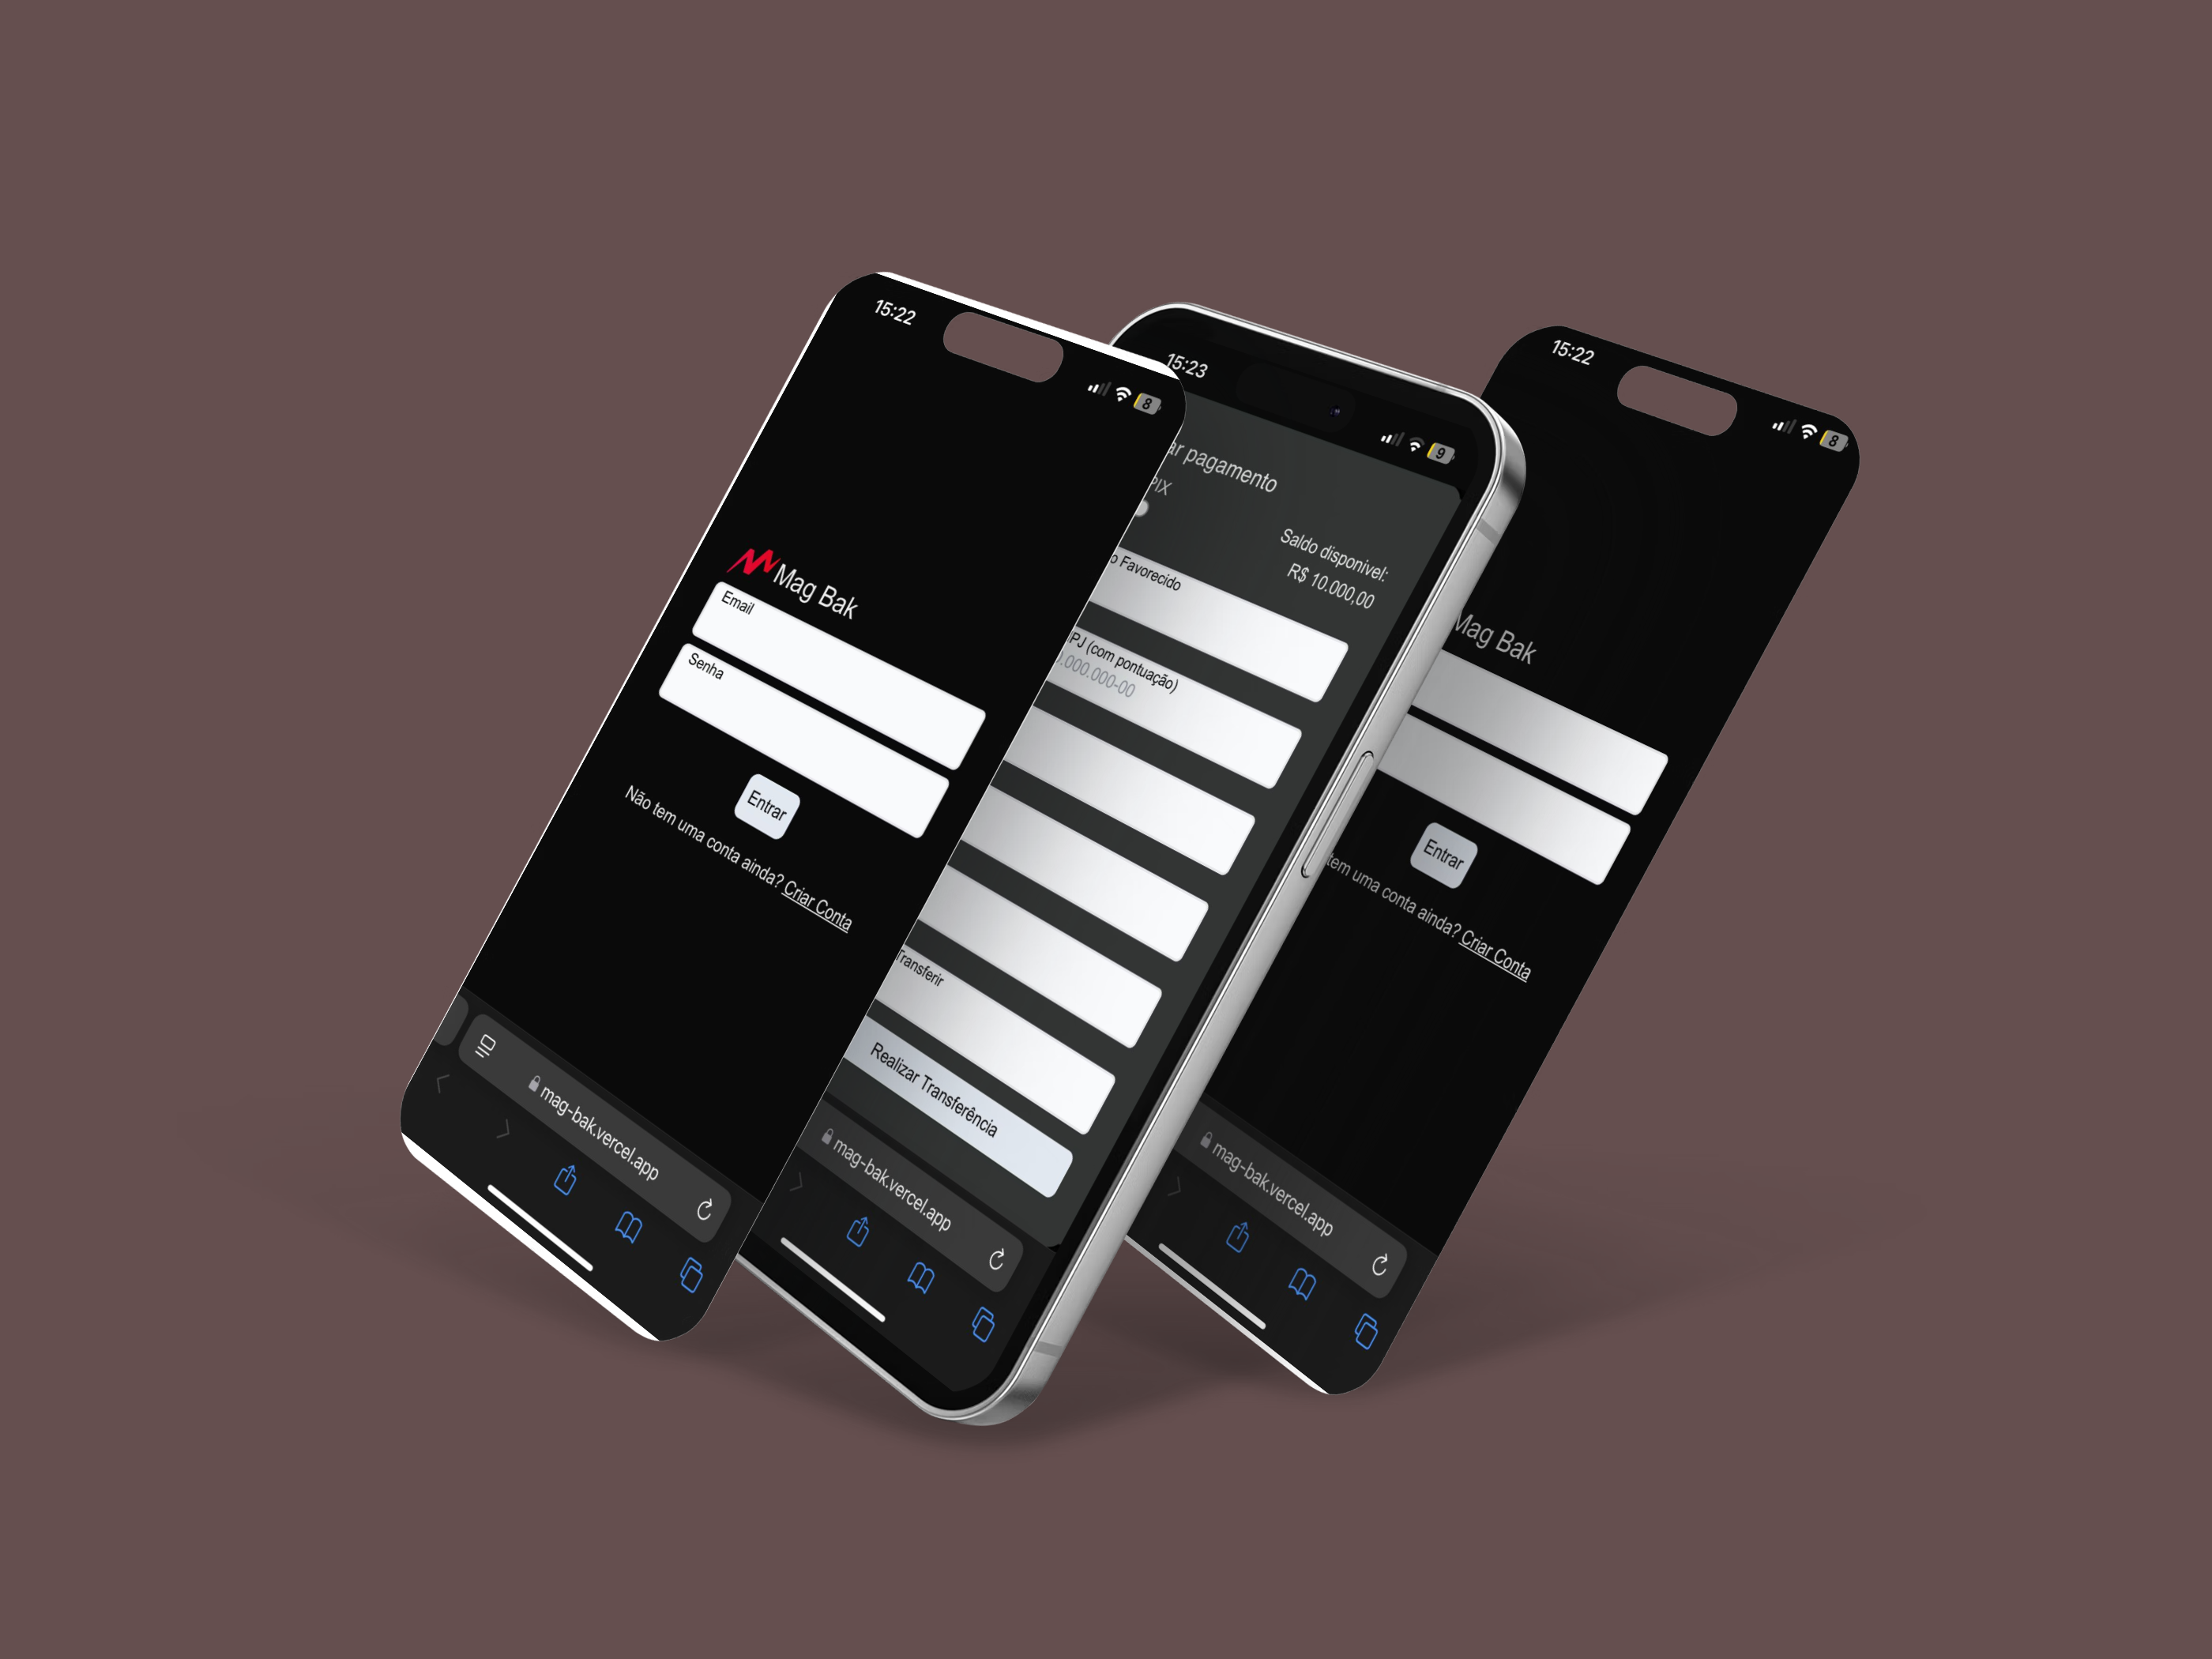 15:22
8
Mag Bak
Email
Senha
Entrar
Não tem uma conta ainda? Criar Conta
mag-bak.vercel.app
15:23
9
ar pagamento
PIX
Saldo disponivel:
R$ 10.000,00
o Favorecido
PJ (com pontuação)
.000.000-00
Transferir
Realizar Transferência
mag-bak.vercel.app
15:22
8
Mag Bak
Entrar
tem uma conta ainda? Criar Conta
mag-bak.vercel.app